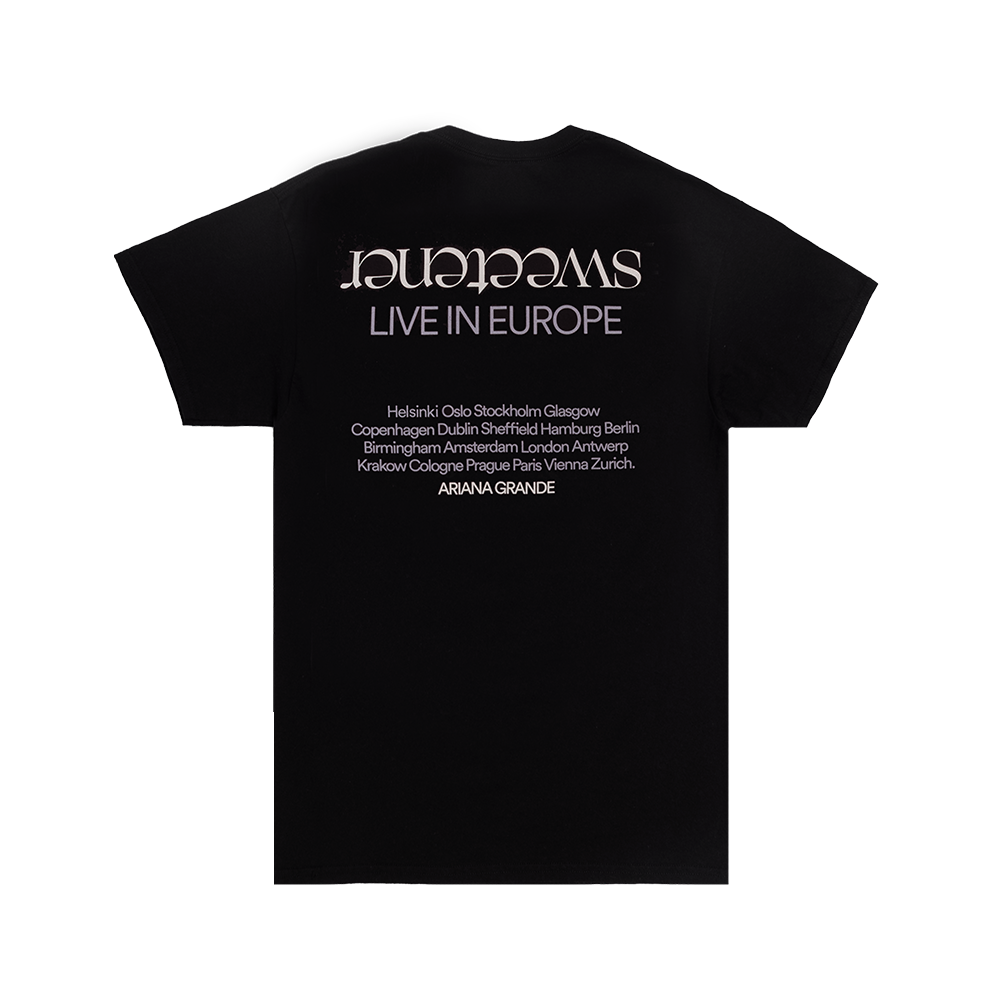 sweetener
LIVE IN EUROPE
Helsinki Oslo Stockholm Glasgow
Copenhagen Dublin Sheffield Hamburg Berlin
Birmingham Amsterdam London Antwerp
Krakow Cologne Prague Paris Vienna Zurich.
ARIANA GRANDE